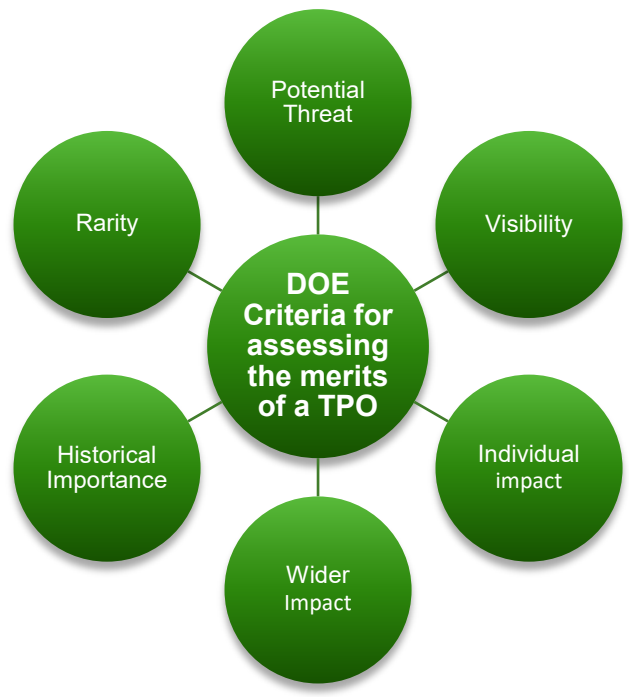 Potential
Threat
Rarity
Visibility
DOE
Criteria for
assessing
the merits
of a TPO
Historical
Importance
Individual
impact
Wider
Impact